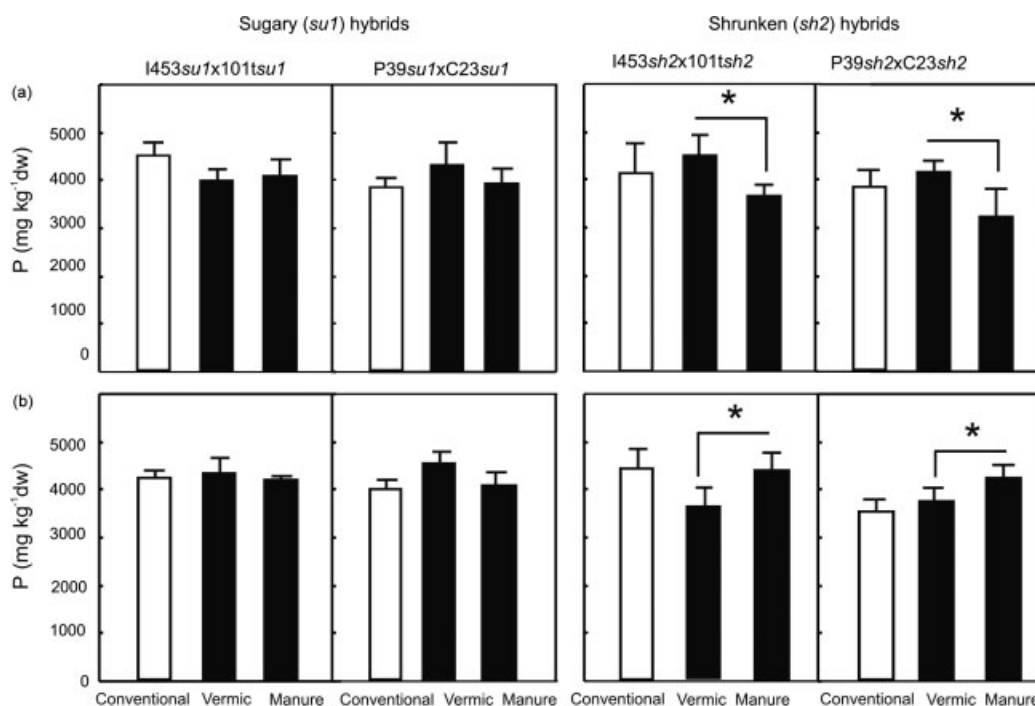 Sugary (su1) hybrids Shrunken (sh2) hybrids
I453su1x101tsu1 P39su1xC23su1 I453sh2x101tsh2 P39sh2xC23sh2
(a)
P (mg kg⁻¹dw)
5000
4000
3000
2000
1000
0
* *
(b)
P (mg kg⁻¹dw)
5000
4000
3000
2000
1000
0
* *
Conventional Vermic Manure Conventional Vermic Manure Conventional Vermic Manure Conventional Vermic Manure